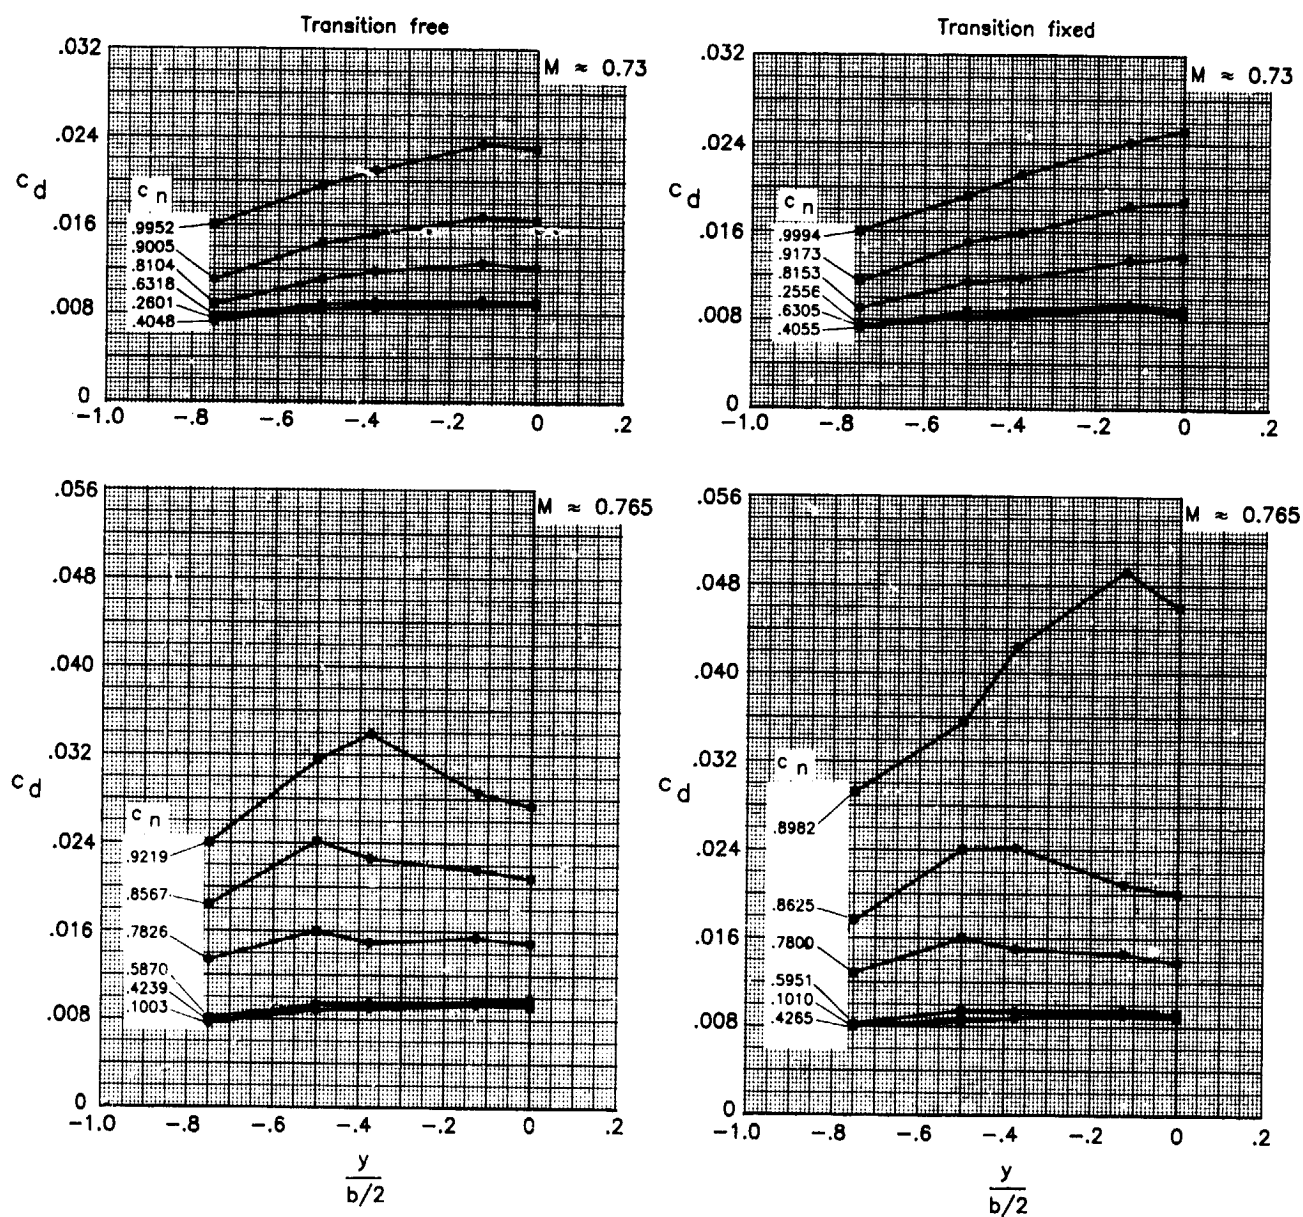 Transition free
.032
.024
.016
.008
0
c d
M ≈ 0.73
c n
.9952
.9005
.8104
.6318
.2601
.4048
-1.0 -.8 -.6 -.4 -.2 0 .2
Transition fixed
.032
.024
.016
.008
0
c d
M ≈ 0.73
c n
.9994
.9173
.8153
.2556
.6305
.4055
-1.0 -.8 -.6 -.4 -.2 0 .2
.056
.048
.040
.032
.024
.016
.008
0
c d
M ≈ 0.765
c n
.9219
.8567
.7826
.5870
.4239
.1003
-1.0 -.8 -.6 -.4 -.2 0 .2
y
b/2
.056
.048
.040
.032
.024
.016
.008
0
c d
M ≈ 0.765
c n
.8982
.8625
.7800
.5951
.1010
.4265
-1.0 -.8 -.6 -.4 -.2 0 .2
y
b/2